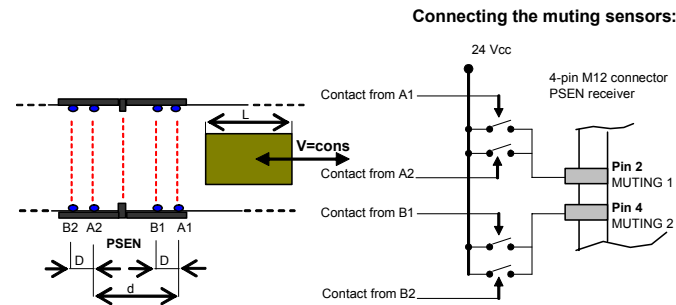 Connecting the muting sensors:
24 Vcc
4-pin M12 connector
PSEN receiver
Contact from A1
L
V=cons
Contact from A2
Pin 2
MUTING 1
Contact from B1
Pin 4
MUTING 2
B2 A2 B1 A1
PSEN
D D
d
Contact from B2